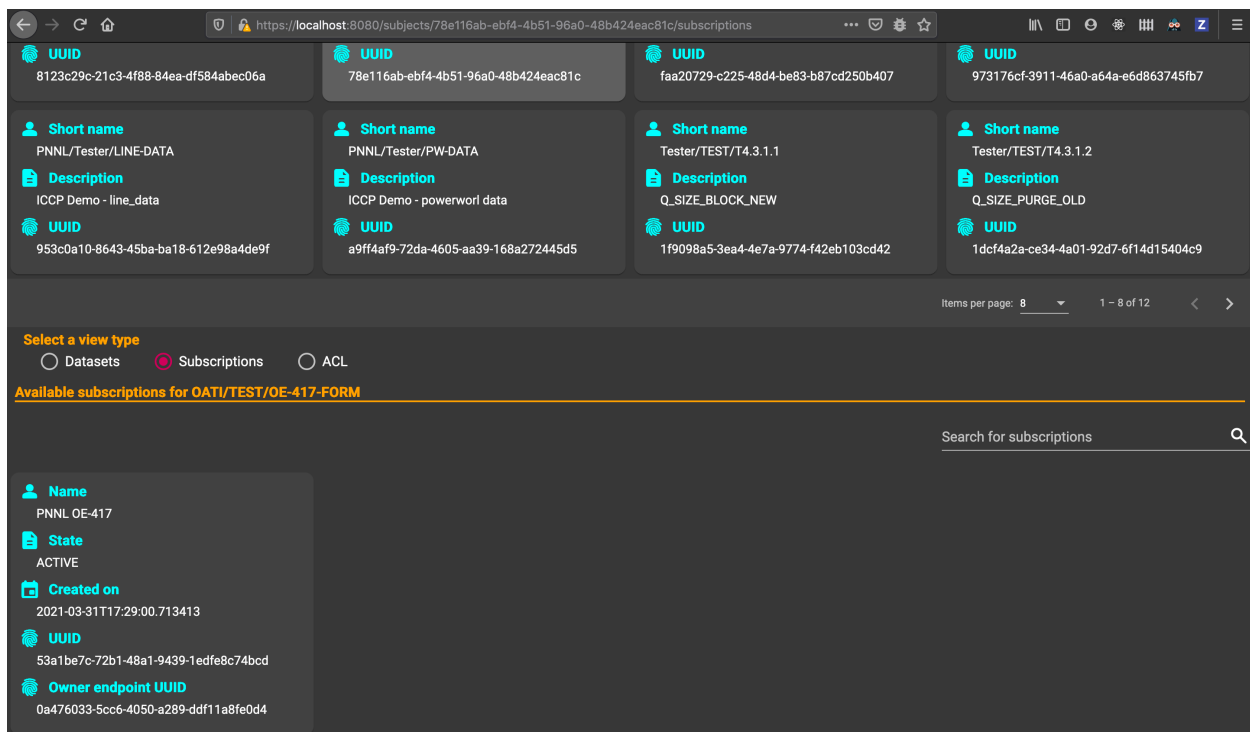 https://localhost:8080/subjects/78e116ab-ebf4-4b51-96a0-48b424eac81c/subscriptions
Z
UUID
8123c29c-21c3-4f88-84ea-df584abec06a
UUID
78e116ab-ebf4-4b51-96a0-48b424eac81c
UUID
faa20729-c225-48d4-be83-b87cd250b407
UUID
973176cf-3911-46a0-a64a-e6d863745fb7
Short name
PNNL/Tester/LINE-DATA
Description
ICCP Demo - line_data
UUID
953c0a10-8643-45ba-ba18-612e98a4de9f
Short name
PNNL/Tester/PW-DATA
Description
ICCP Demo - powerworl data
UUID
a9ff4af9-72da-4605-aa39-168a272445d5
Short name
Tester/TEST/T4.3.1.1
Description
Q_SIZE_BLOCK_NEW
UUID
1f9098a5-3ea4-4e7a-9774-f42eb103cd42
Short name
Tester/TEST/T4.3.1.2
Description
Q_SIZE_PURGE_OLD
UUID
1dcf4a2a-ce34-4a01-92d7-6f14d15404c9
Items per page: 8 1 – 8 of 12
Select a view type
Datasets Subscriptions ACL
Available subscriptions for OATI/TEST/OE-417-FORM
Search for subscriptions
Name
PNNL OE-417
State
ACTIVE
Created on
2021-03-31T17:29:00.713413
UUID
53a1be7c-72b1-48a1-9439-1edfe8c74bcd
Owner endpoint UUID
0a476033-5cc6-4050-a289-ddf11a8fe0d4